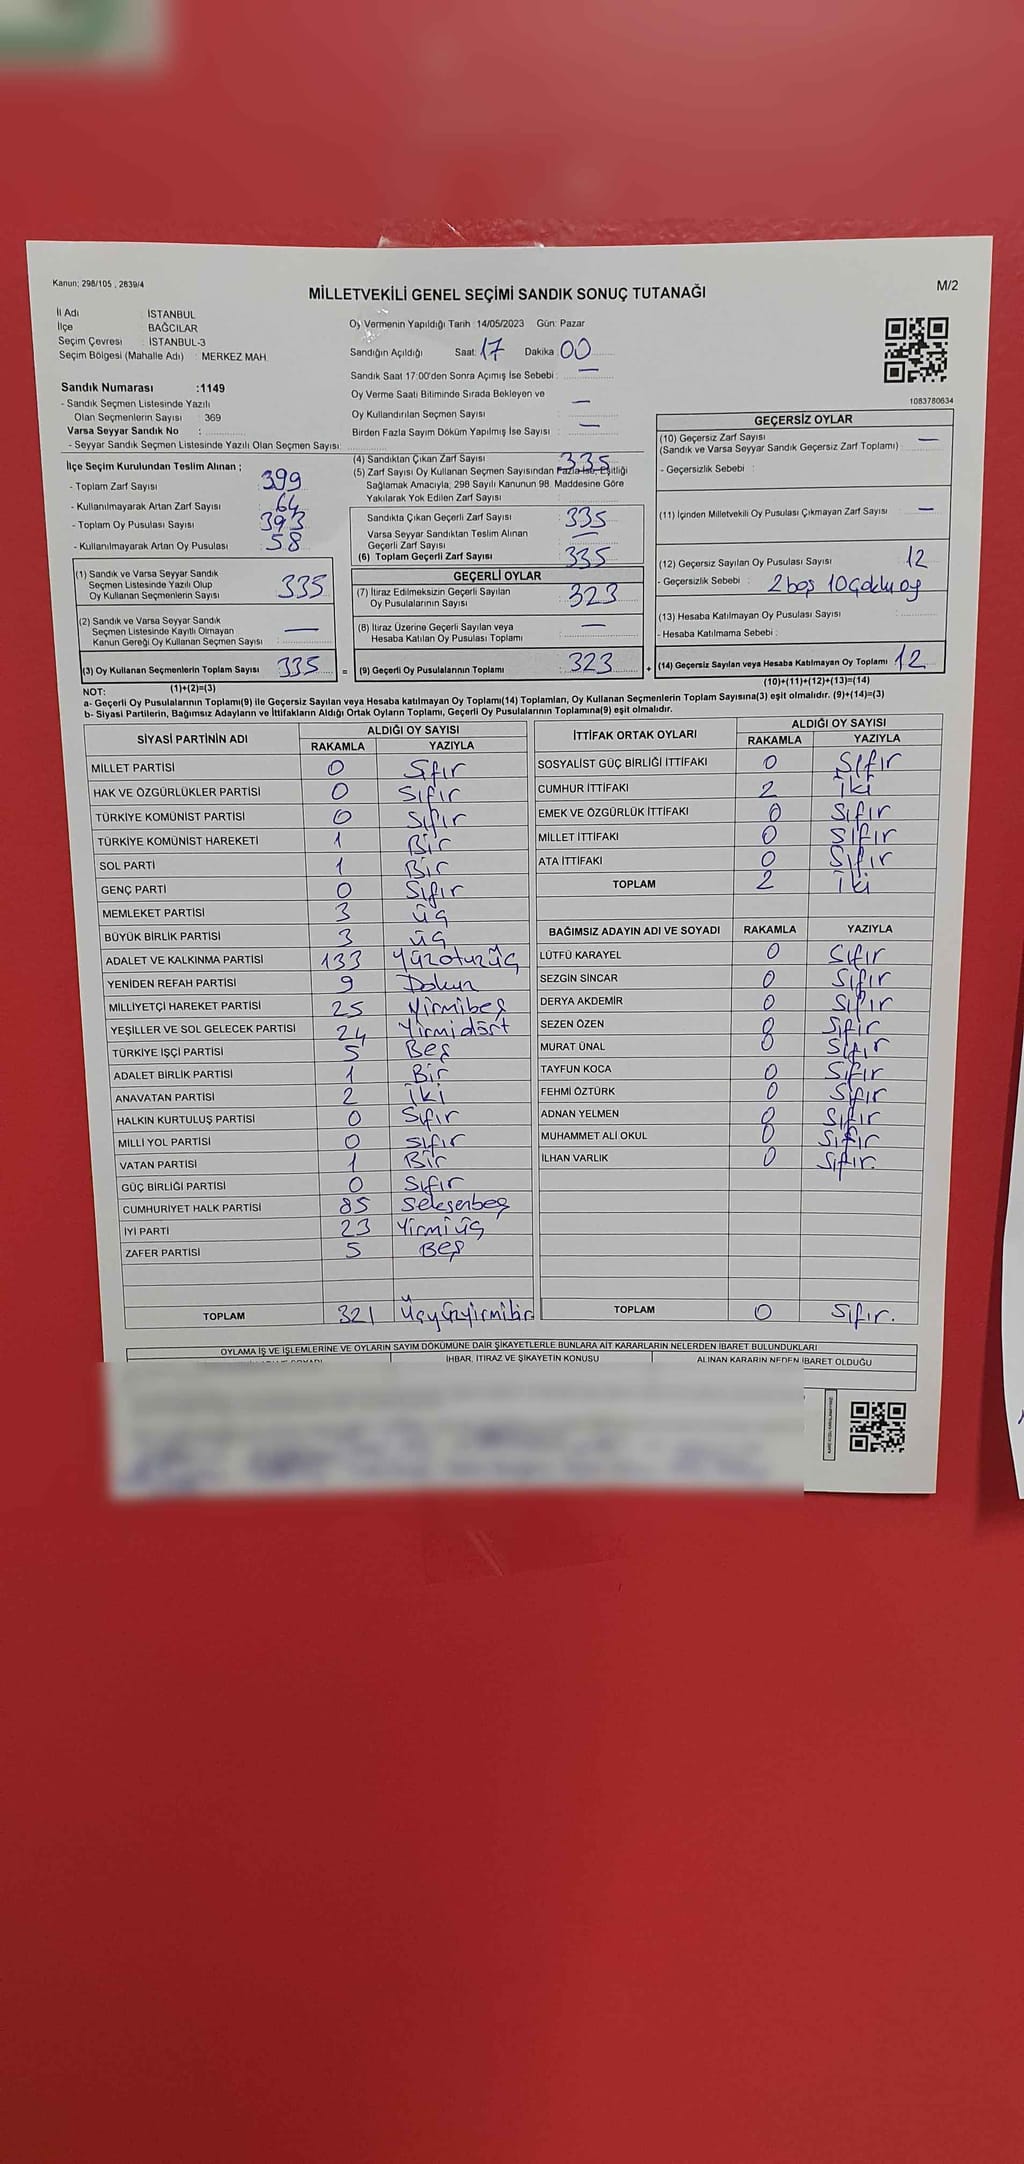 Kanun; 298/105 , 2839/4
MİLLETVEKİLİ GENEL SEÇİMİ SANDIK SONUÇ TUTANAĞI
M/2
İl Adı : İSTANBUL
İlçe : BAĞCILAR
Seçim Çevresi : İSTANBUL-3
Seçim Bölgesi (Mahalle Adı) : MERKEZ MAH.
Sandık Numarası :1149
- Sandık Seçmen Listesinde Yazılı
Olan Seçmenlerin Sayısı : 369
Varsa Seyyar Sandık No :
- Seyyar Sandık Seçmen Listesinde Yazılı Olan Seçmen Sayısı:
Oy Vermenin Yapıldığı Tarih : 14/05/2023 Gün: Pazar
Sandığın Açıldığı Saat: 17 Dakika :00
Sandık Saat 17:00'den Sonra Açımış İse Sebebi : —
Oy Verme Saati Bitiminde Sırada Bekleyen ve
Oy Kullandırılan Seçmen Sayısı : —
Birden Fazla Sayım Döküm Yapılmış İse Sayısı : —
1083780634
İlçe Seçim Kurulundan Teslim Alınan ;
- Toplam Zarf Sayısı : 399
- Kullanılmayarak Artan Zarf Sayısı : 64
- Toplam Oy Pusulası Sayısı : 393
- Kullanılmayarak Artan Oy Pusulası : 58
(1) Sandık ve Varsa Seyyar Sandık
Seçmen Listesinde Yazılı Olup
Oy Kullanan Seçmenlerin Sayısı : 335
(2) Sandık ve Varsa Seyyar Sandık
Seçmen Listesinde Kayıtlı Olmayan
Kanun Gereği Oy Kullanan Seçmen Sayısı : —
(3) Oy Kullanan Seçmenlerin Toplam Sayısı : 335 =
(4) Sandıktan Çıkan Zarf Sayısı : 335
(5) Zarf Sayısı Oy Kullanan Seçmen Sayısından Fazla İse, Eşitliği
Sağlamak Amacıyla; 298 Sayılı Kanunun 98. Maddesine Göre
Yakılarak Yok Edilen Zarf Sayısı :
Sandıkta Çıkan Geçerli Zarf Sayısı : 335
Varsa Seyyar Sandıktan Teslim Alınan
Geçerli Zarf Sayısı : —
(6) Toplam Geçerli Zarf Sayısı : 335
GEÇERLİ OYLAR
(7) İtiraz Edilmeksizin Geçerli Sayılan
Oy Pusulalarının Sayısı : 323
(8) İtiraz Üzerine Geçerli Sayılan veya
Hesaba Katılan Oy Pusulası Toplamı : —
(9) Geçerli Oy Pusulalarının Toplamı : 323 +
GEÇERSİZ OYLAR
(10) Geçersiz Zarf Sayısı
(Sandık ve Varsa Seyyar Sandık Geçersiz Zarf Toplamı) : —
- Geçersizlik Sebebi :
(11) İçinden Milletvekili Oy Pusulası Çıkmayan Zarf Sayısı : —
(12) Geçersiz Sayılan Oy Pusulası Sayısı : 12
- Geçersizlik Sebebi : 2 boş 10 Çoklu oy
(13) Hesaba Katılmayan Oy Pusulası Sayısı :
- Hesaba Katılmama Sebebi :
(14) Geçersiz Sayılan veya Hesaba Katılmayan Oy Toplamı : 12
(1)+(2)=(3)
(10)+(11)+(12)+(13)=(14)
NOT:
a- Geçerli Oy Pusulalarının Toplamı(9) ile Geçersiz Sayılan veya Hesaba katılmayan Oy Toplamı(14) Toplamları, Oy Kullanan Seçmenlerin Toplam Sayısına(3) eşit olmalıdır. (9)+(14)=(3)
b- Siyasi Partilerin, Bağımsız Adayların ve İttifakların Aldığı Ortak Oyların Toplamı, Geçerli Oy Pusulalarının Toplamına(9) eşit olmalıdır.
SİYASİ PARTİNİN ADI ALDIĞI OY SAYISI
RAKAMLA YAZIYLA
MİLLET PARTİSİ 0 Sıfır
HAK VE ÖZGÜRLÜKLER PARTİSİ 0 Sıfır
TÜRKİYE KOMÜNİST PARTİSİ 0 Sıfır
TÜRKİYE KOMÜNİST HAREKETİ 1 Bir
SOL PARTİ 1 Bir
GENÇ PARTİ 0 Sıfır
MEMLEKET PARTİSİ 3 üç
BÜYÜK BİRLİK PARTİSİ 3 üç
ADALET VE KALKINMA PARTİSİ 133 Yüzotuzüç
YENİDEN REFAH PARTİSİ 9 Dokuz
MİLLİYETÇİ HAREKET PARTİSİ 25 Yirmibeş
YEŞİLLER VE SOL GELECEK PARTİSİ 24 Yirmidört
TÜRKİYE İŞÇİ PARTİSİ 5 Beş
ADALET BİRLİK PARTİSİ 1 Bir
ANAVATAN PARTİSİ 2 iki
HALKIN KURTULUŞ PARTİSİ 0 Sıfır
MİLLİ YOL PARTİSİ 0 Sıfır
VATAN PARTİSİ 1 Bir
GÜÇ BİRLİĞİ PARTİSİ 0 Sıfır
CUMHURİYET HALK PARTİSİ 85 Seksenbeş
İYİ PARTİ 23 Yirmiüç
ZAFER PARTİSİ 5 Beş
TOPLAM 321 Üçyüzyirmibir
İTTİFAK ORTAK OYLARI ALDIĞI OY SAYISI
RAKAMLA YAZIYLA
SOSYALİST GÜÇ BİRLİĞİ İTTİFAKI 0 Sıfır
CUMHUR İTTİFAKI 2 İki
EMEK VE ÖZGÜRLÜK İTTİFAKI 0 Sıfır
MİLLET İTTİFAKI 0 Sıfır
ATA İTTİFAKI 0 Sıfır
TOPLAM 2 İki
BAĞIMSIZ ADAYIN ADI VE SOYADI RAKAMLA YAZIYLA
LÜTFÜ KARAYEL 0 Sıfır
SEZGİN SİNCAR 0 Sıfır
DERYA AKDEMİR 0 Sıfır
SEZEN ÖZEN 0 Sıfır
MURAT ÜNAL 0 Sıfır
TAYFUN KOCA 0 Sıfır
FEHMİ ÖZTÜRK 0 Sıfır
ADNAN YELMEN 0 Sıfır
MUHAMMET ALİ OKUL 0 Sıfır
İLHAN VARLIK 0 Sıfır.
TOPLAM 0 Sıfır.
OYLAMA İŞ VE İŞLEMLERİNE VE OYLARIN SAYIM DÖKÜMÜNE DAİR ŞİKAYETLERLE BUNLARA AİT KARARLARIN NELERDEN İBARET BULUNDUKLARI
İHBAR, İTİRAZ VE ŞİKAYETİN KONUSU ALINAN KARARIN NEDEN İBARET OLDUĞU